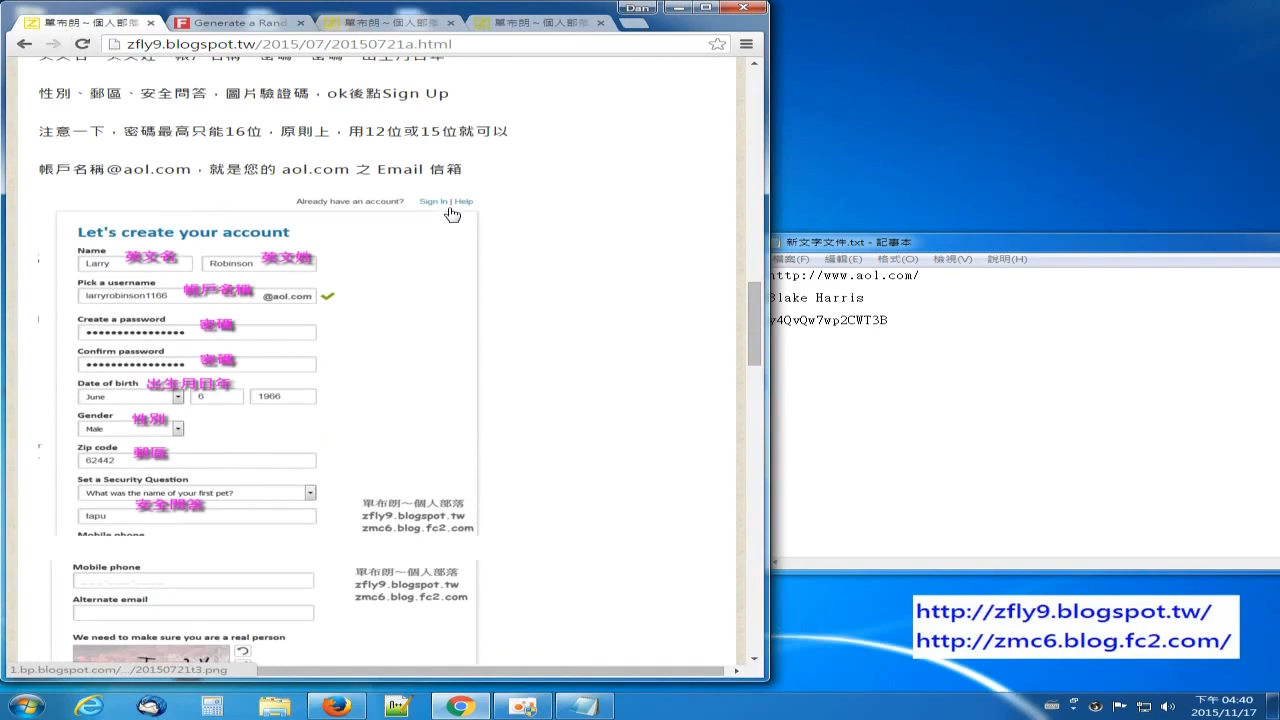 Dan
單布朗~個人部落
Generate a Rand
單布朗~個人部落
單布朗~個人部落
zfly9.blogspot.tw/2015/07/20150721a.html
性別、郵區、安全問答，圖片驗證碼，ok後點Sign Up
注意一下，密碼最高只能16位，原則上，用12位或15位就可以
帳戶名稱@aol.com，就是您的 aol.com 之 Email 信箱
Already have an account? Sign In | Help
Let's create your account
Name 英文名 英文姓
Larry Robinson
Pick a username 帳戶名稱
larryrobinson1166 @aol.com
Create a password 密碼
Confirm password 密碼
Date of birth 出生月日年
June 6 1966
Gender 性別
Male
Zip code 郵區
62442
Set a Security Question
What was the name of your first pet?
安全問答
tapu
單布朗～個人部落
zfly9.blogspot.tw
zmc6.blog.fc2.com
Mobile phone
Mobile phone
單布朗～個人部落
zfly9.blogspot.tw
zmc6.blog.fc2.com
Alternate email
We need to make sure you are a real person
1.bp.blogspot.com/.../20150721t3.png
新文字文件.txt - 記事本
檔案(F) 編輯(E) 格式(O) 檢視(V) 說明(H)
http://www.aol.com/
Blake Harris
y4QvQw7wp2CWT3B
http://zfly9.blogspot.tw/
http://zmc6.blog.fc2.com/
下午 04:40
2015/11/17